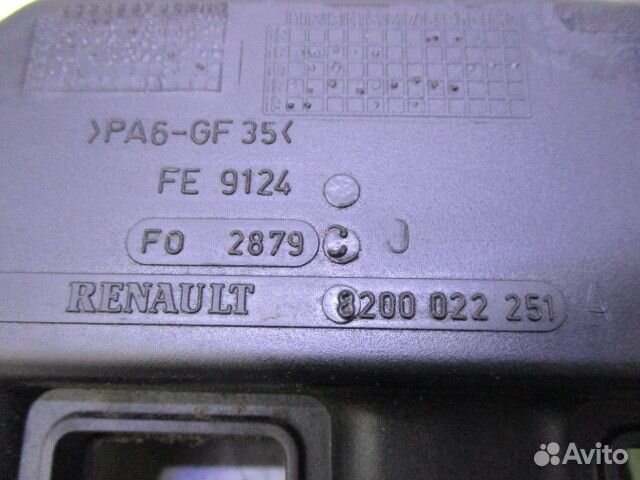 >PA6-GF 35<
FE 9124
FO 2879 C J
RENAULT 8200 022 251
Avito